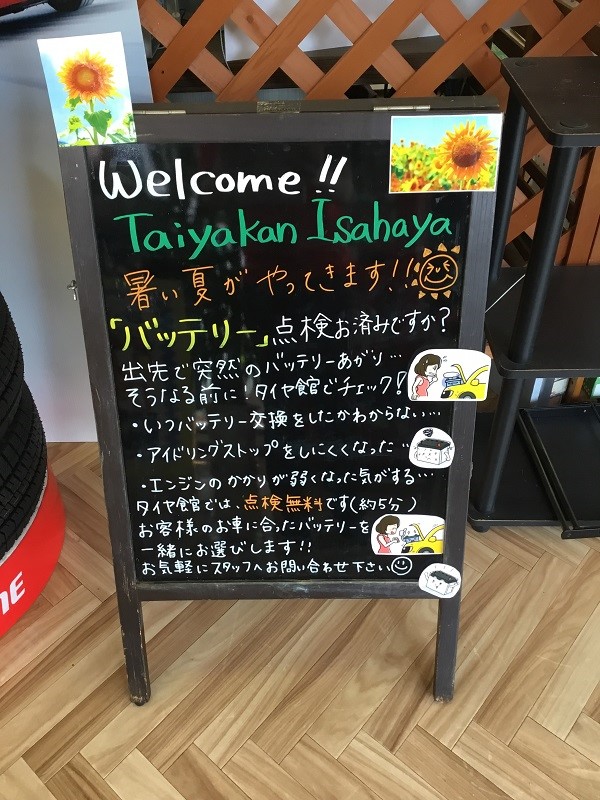 Welcome!!
Taiyakan Isahaya
暑い夏がやってきます!!
「バッテリー」点検お済みですか?
出先で突然のバッテリーあがり…
そうなる前に!タイヤ館でチェック!
・いつバッテリー交換をしたかわからない…
・アイドリングストップをしにくくなった…
・エンジンのかかりが弱くなった気がする…
タイヤ館では、点検無料です(約5分)
お客様のお車に合ったバッテリーを
一緒にお選びします!!
お気軽にスタッフへお問い合わせ下さい